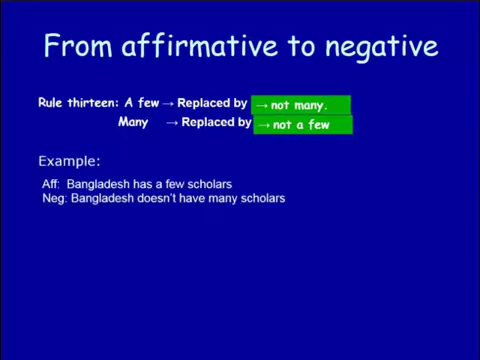 From affirmative to negative
Rule thirteen: A few → Replaced by → not many.
Many → Replaced by → not a few
Example:
Aff: Bangladesh has a few scholars
Neg: Bangladesh doesn't have many scholars